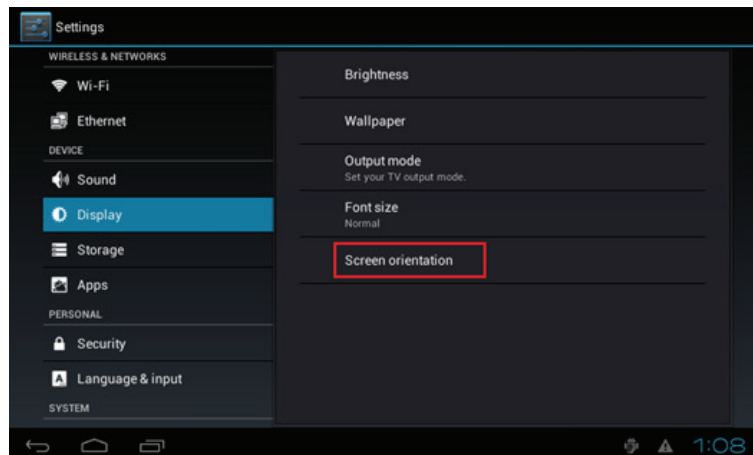 Settings
WIRELESS & NETWORKS
Wi-Fi
Ethernet
DEVICE
Sound
Display
Storage
Apps
PERSONAL
Security
A
Language & input
SYSTEM
Brightness
Wallpaper
Output mode
Set your TV output mode.
Font size
Normal
Screen orientation
1:08